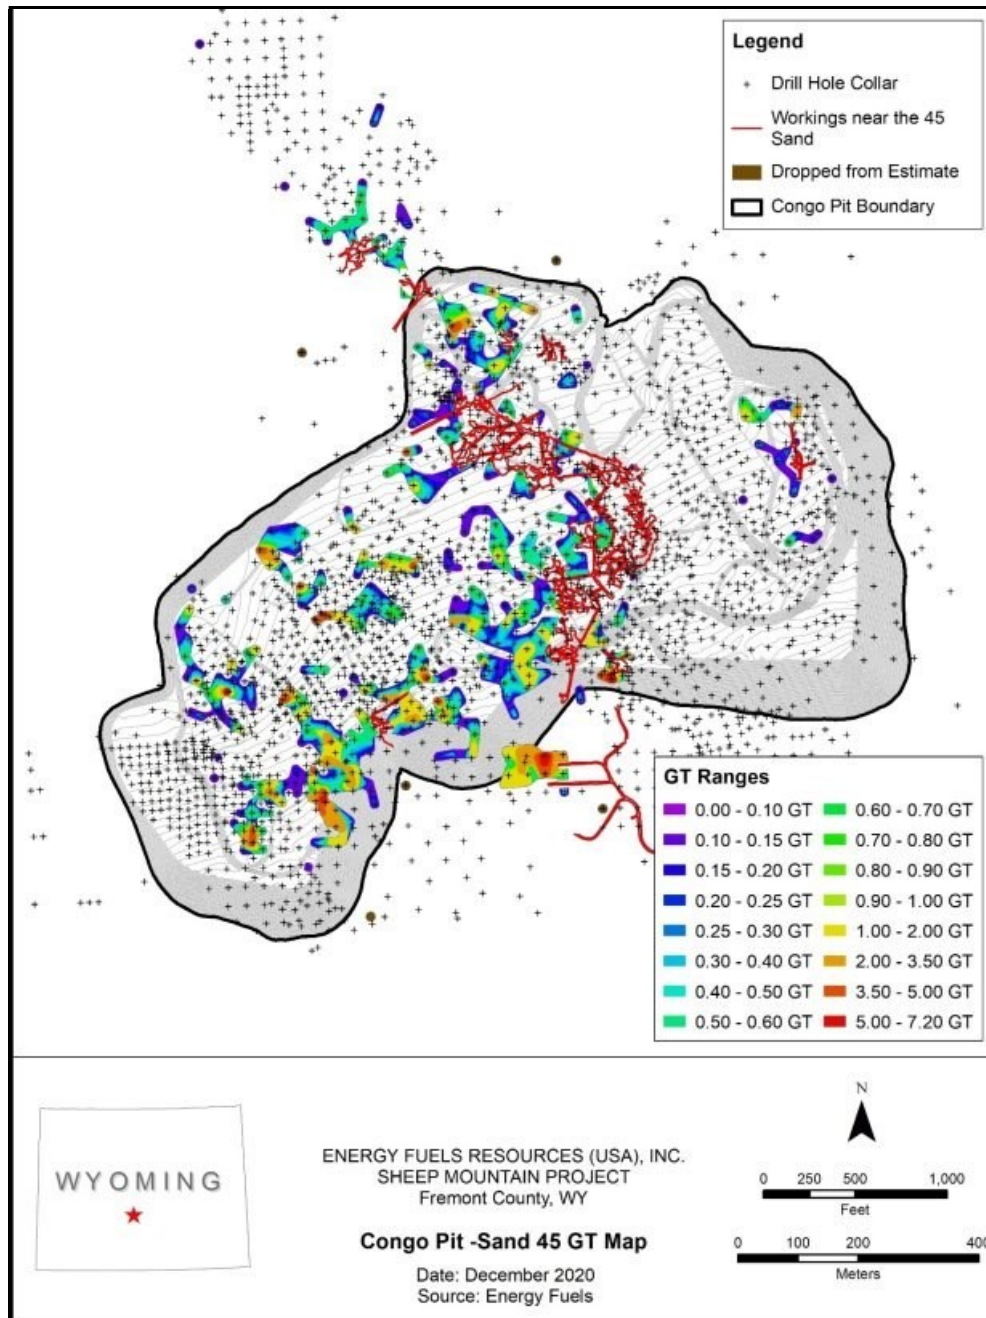 Legend
Drill Hole Collar
Workings near the 45
Sand
Dropped from Estimate
Congo Pit Boundary
GT Ranges
0.00 - 0.10 GT
0.10 - 0.15 GT
0.15 - 0.20 GT
0.20 - 0.25 GT
0.25 - 0.30 GT
0.30 - 0.40 GT
0.40 - 0.50 GT
0.50 - 0.60 GT
0.60 - 0.70 GT
0.70 - 0.80 GT
0.80 - 0.90 GT
0.90 - 1.00 GT
1.00 - 2.00 GT
2.00 - 3.50 GT
3.50 - 5.00 GT
5.00 - 7.20 GT
WYOMING
ENERGY FUELS RESOURCES (USA), INC.
SHEEP MOUNTAIN PROJECT
Fremont County, WY
Congo Pit -Sand 45 GT Map
Date: December 2020
Source: Energy Fuels
N
0 250 500 1,000
Feet
0 100 200 400
Meters